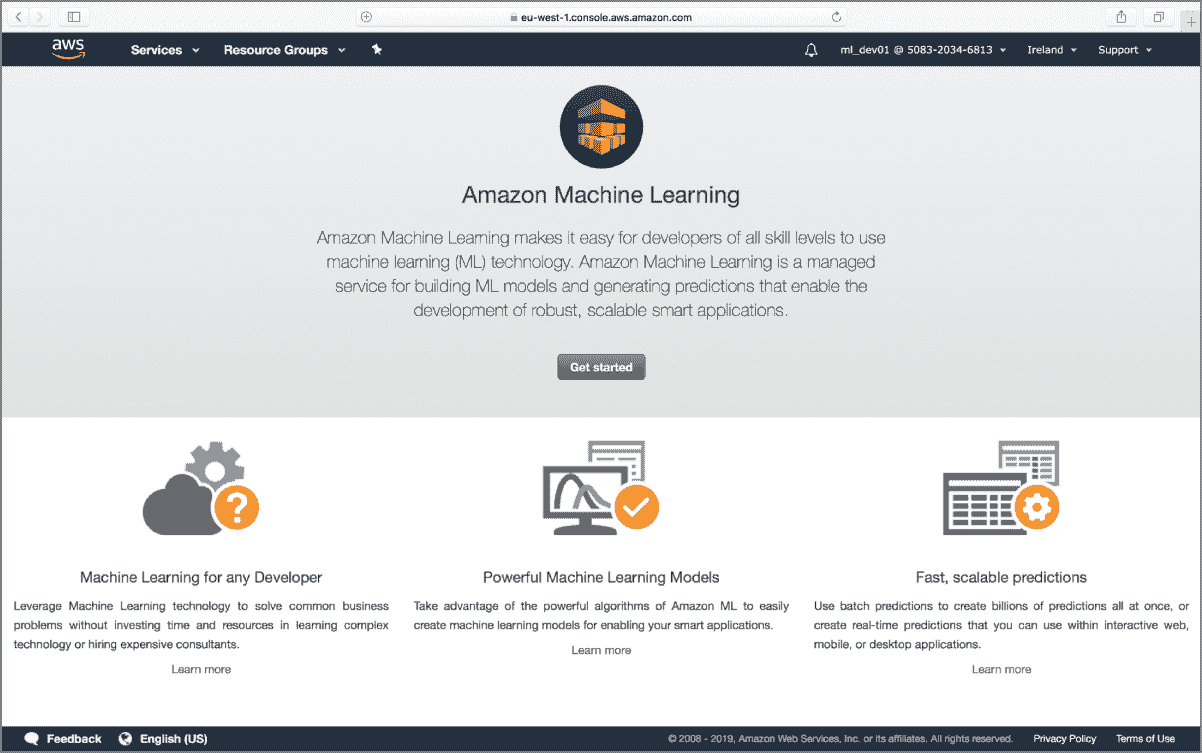 eu-west-1.console.aws.amazon.com
aws Services Resource Groups ml_dev01 @ 5083-2034-6813 Ireland Support
Amazon Machine Learning
Amazon Machine Learning makes it easy for developers of all skill levels to use
machine learning (ML) technology. Amazon Machine Learning is a managed
service for building ML models and generating predictions that enable the
development of robust, scalable smart applications.
Get started
Machine Learning for any Developer
Leverage Machine Learning technology to solve common business
problems without investing time and resources in learning complex
technology or hiring expensive consultants.
Learn more
Powerful Machine Learning Models
Take advantage of the powerful algorithms of Amazon ML to easily
create machine learning models for enabling your smart applications.
Learn more
Fast, scalable predictions
Use batch predictions to create billions of predictions all at once, or
create real-time predictions that you can use within interactive web,
mobile, or desktop applications.
Learn more
Feedback English (US) © 2008 - 2019, Amazon Web Services, Inc. or its affiliates. All rights reserved. Privacy Policy Terms of Use